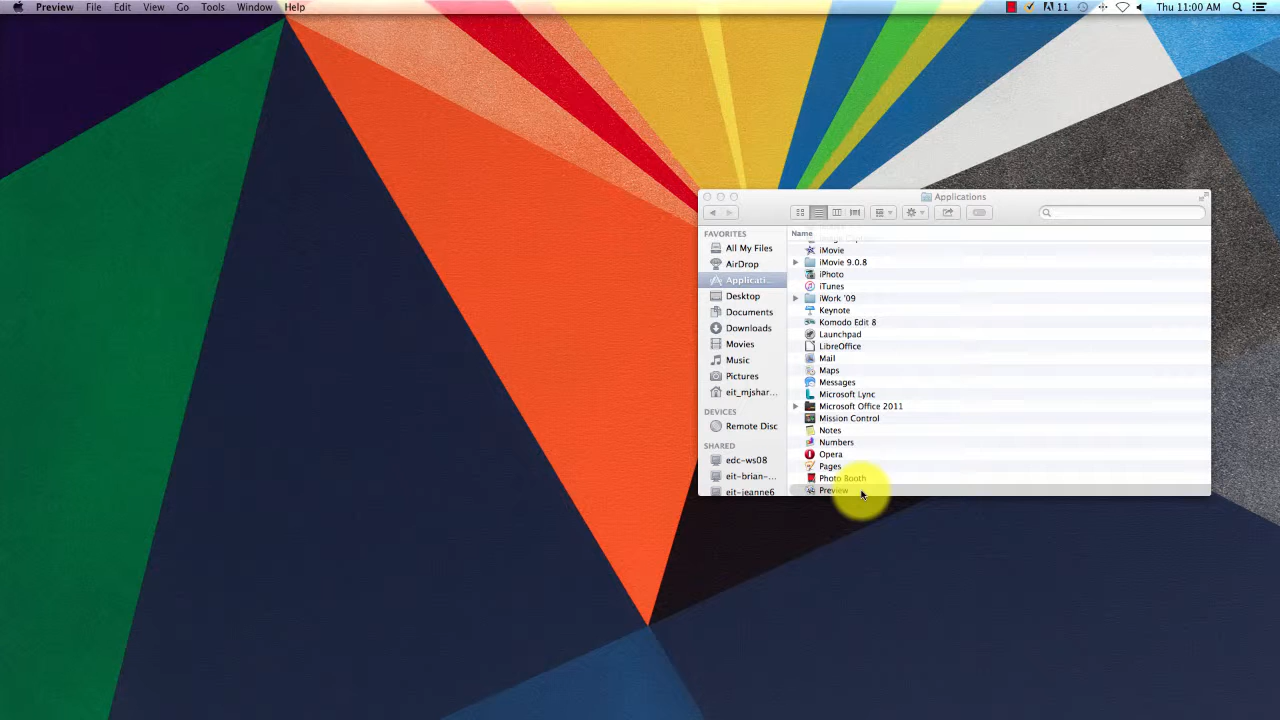 Preview File Edit View Go Tools Window Help 11 Thu 11:00 AM
Applications
FAVORITES
All My Files
AirDrop
Applicati...
Desktop
Documents
Downloads
Movies
Music
Pictures
eit_mjshar...
DEVICES
Remote Disc
SHARED
edc-ws08
eit-brian-...
eit-jeanne6
Name
iMovie
iMovie 9.0.8
iPhoto
iTunes
iWork '09
Keynote
Komodo Edit 8
Launchpad
LibreOffice
Mail
Maps
Messages
Microsoft Lync
Microsoft Office 2011
Mission Control
Notes
Numbers
Opera
Pages
Photo Booth
Preview